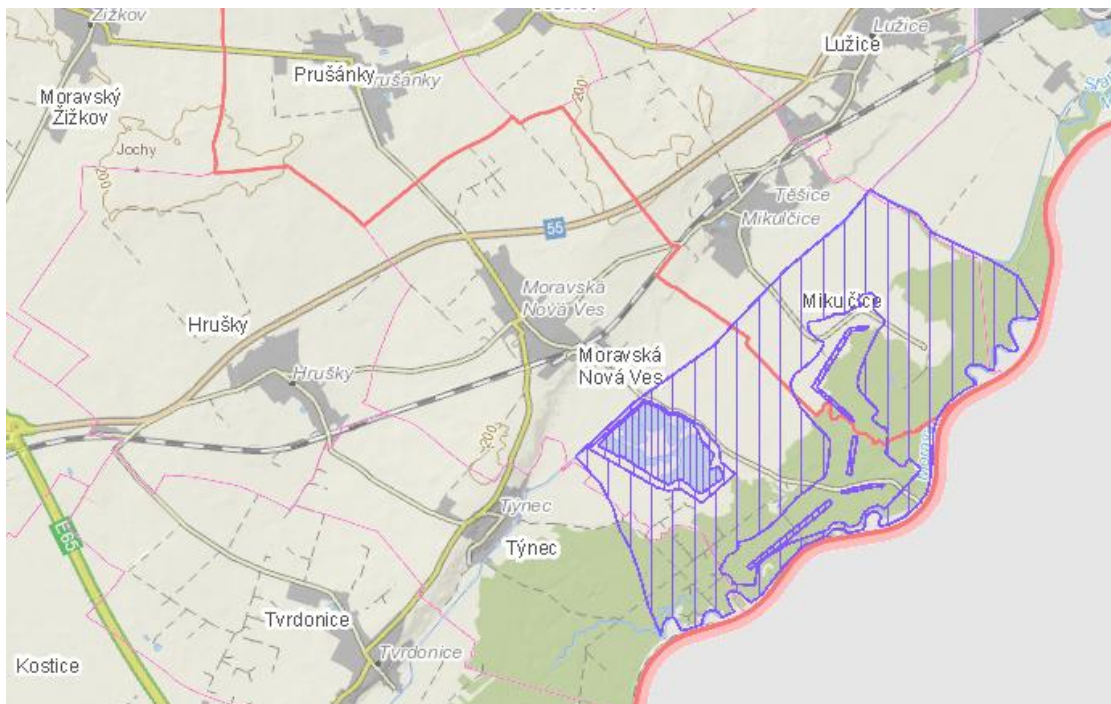 Žižkov
Lužice
Lužice
Prušánky
Prušánky
Moravský
Žižkov
Jochy
200
200
Těšice
Mikulčice
55
Moravská
Nová Ves
Mikulčice
Hrušky
Hrušky
Moravská
Nová Ves
200
Týnec
Týnec
E65
Tvrdonice
Tvrdonice
Kostice